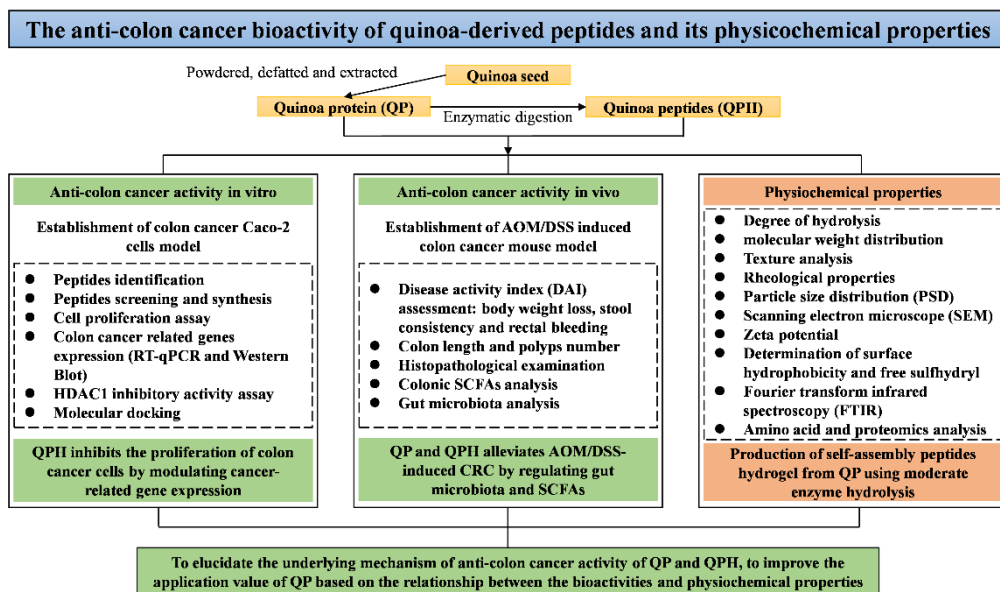 The anti-colon cancer bioactivity of quinoa-derived peptides and its physicochemical properties
Powdered, defatted and extracted
Quinoa seed
Quinoa protein (QP)
Enzymatic digestion
Quinoa peptides (QPII)
Anti-colon cancer activity in vitro
Establishment of colon cancer Caco-2
cells model
● Peptides identification
● Peptides screening and synthesis
● Cell proliferation assay
● Colon cancer related genes
expression (RT-qPCR and Western
Blot)
● HDAC1 inhibitory activity assay
● Molecular docking
QPH inhibits the proliferation of colon
cancer cells by modulating cancer-
related gene expression
Anti-colon cancer activity in vivo
Establishment of AOM/DSS induced
colon cancer mouse model
● Disease activity index (DAI)
assessment: body weight loss, stool
consistency and rectal bleeding
● Colon length and polyps number
● Histopathological examination
● Colonic SCFAs analysis
● Gut microbiota analysis
QP and QPH alleviates AOM/DSS-
induced CRC by regulating gut
microbiota and SCFAs
Physiochemical properties
● Degree of hydrolysis
● molecular weight distribution
● Texture analysis
● Rheological properties
● Particle size distribution (PSD)
● Scanning electron microscope (SEM)
● Zeta potential
● Determination of surface
hydrophobicity and free sulfhydryl
● Fourier transform infrared
spectroscopy (FTIR)
● Amino acid and proteomics analysis
Production of self-assembly peptides
hydrogel from QP using moderate
enzyme hydrolysis
To elucidate the underlying mechanism of anti-colon cancer activity of QP and QPH, to improve the
application value of QP based on the relationship between the bioactivities and physiochemical properties